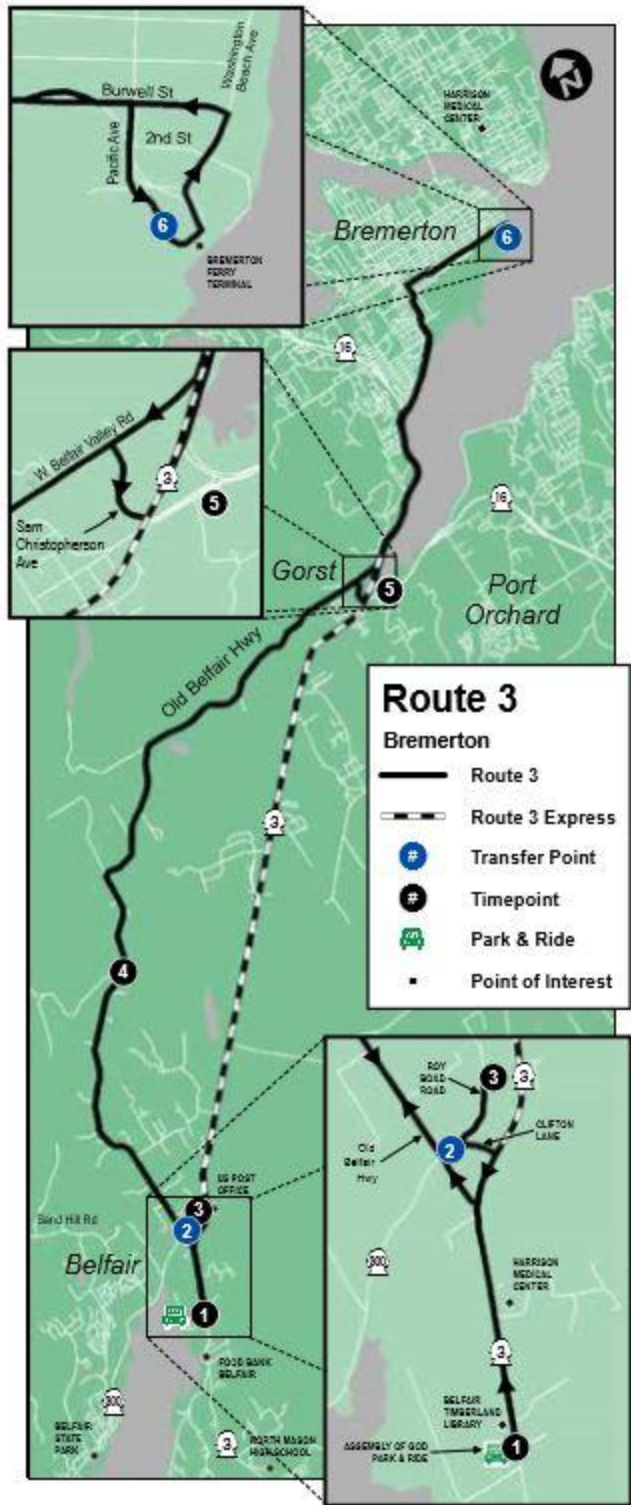 Burwell St
Washington
Beach Ave
Pacific Ave
2nd St
6
BREMERTON
FERRY
TERMINAL
N
HARRISON
MEDICAL
CENTER
Bremerton
6
16
W. Belfair Valley Rd
3
5
Sam
Christopherson
Ave
16
Gorst
5
Port
Orchard
Old Belfair Hwy
3
Route 3
Bremerton
Route 3
Route 3 Express
# Transfer Point
# Timepoint
Park & Ride
Point of Interest
4
US POST
OFFICE
Sand Hill Rd
3
2
Belfair
1
FOOD BANK
BELFAIR
300
BELFAIR
STATE
PARK
3
NORTH MASON
HIGH SCHOOL
ROY
BOAD
ROAD
3
3
CLIFTON
LANE
Old
Belfair
Hwy
2
300
HARRISON
MEDICAL
CENTER
3
BELFAIR
TIMBERLAND
LIBRARY
ASSEMBLY OF GOD
PARK & RIDE
1